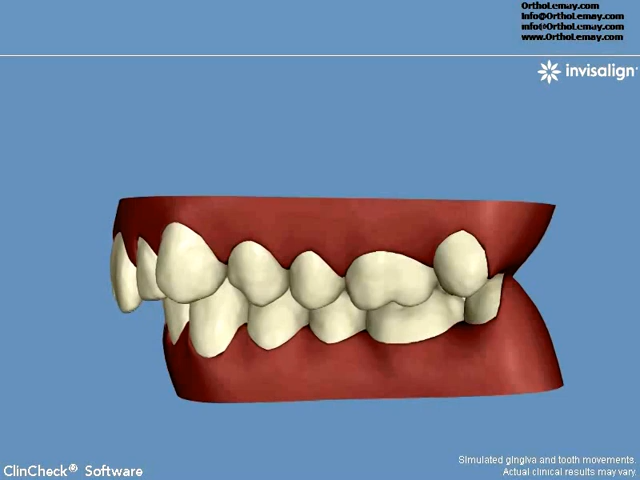 OrthoLemay.com
Info@OrthoLemay.com
info@OrthoLemay.com
www.OrthoLemay.com
invisalign
ClinCheck® Software
Simulated gingiva and tooth movements.
Actual clinical results may vary.